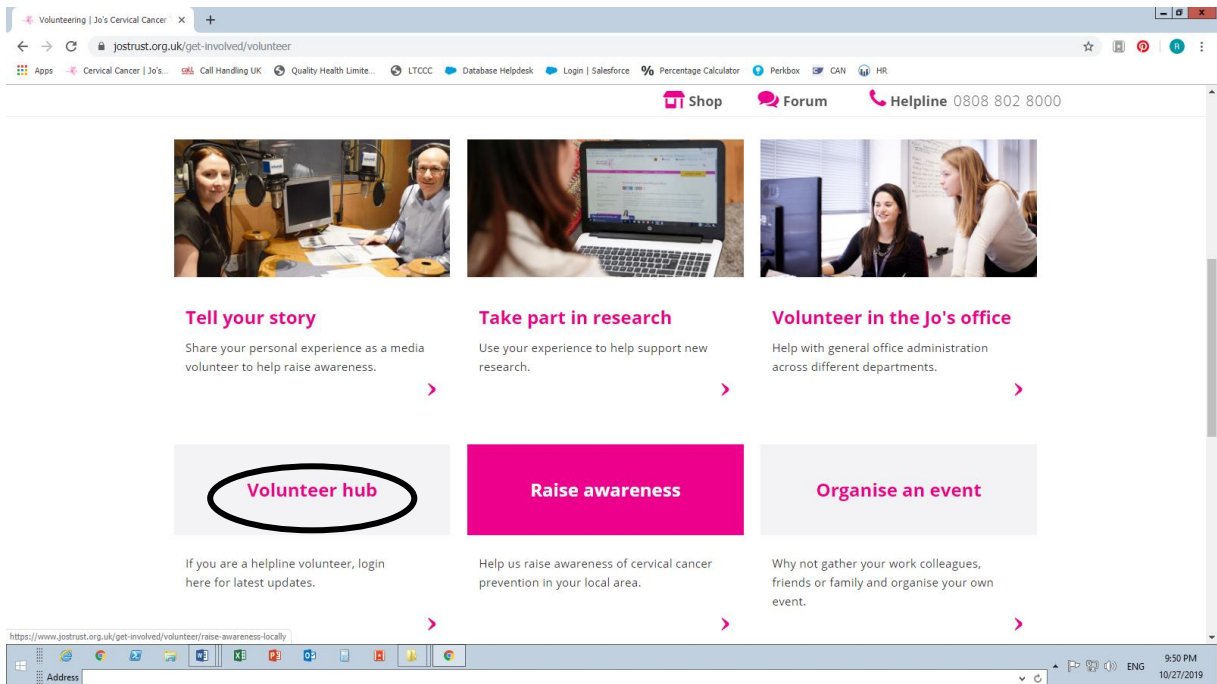 Volunteering | Jo's Cervical Cancer
jostrust.org.uk/get-involved/volunteer
Apps Cervical Cancer | Jo's... Call Handling UK Quality Health Limite... LTCCC Database Helpdesk Login | Salesforce Percentage Calculator Perkbox CAN HR
Shop Forum Helpline 0808 802 8000
Tell your story
Share your personal experience as a media
volunteer to help raise awareness.
Take part in research
Use your experience to help support new
research.
Volunteer in the Jo's office
Help with general office administration
across different departments.
Volunteer hub
If you are a helpline volunteer, login
here for latest updates.
Raise awareness
Help us raise awareness of cervical cancer
prevention in your local area.
Organise an event
Why not gather your work colleagues,
friends or family and organise your own
event.
https://www.jostrust.org.uk/get-involved/volunteer/raise-awareness-locally
Address
ENG
9:50 PM
10/27/2019